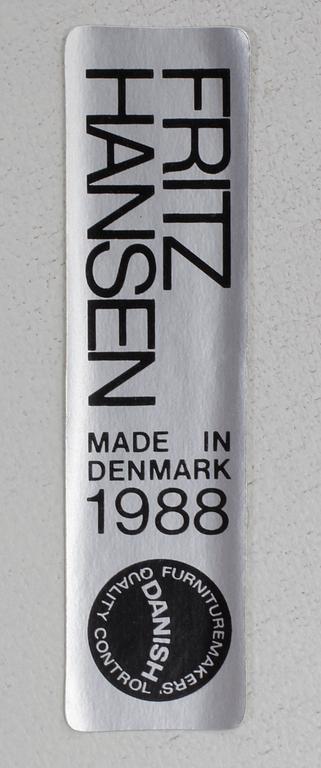 FRITZ
HANSEN
MADE IN
DENMARK
1988
DANISH
FURNITUREMAKERS'
QUALITY CONTROL